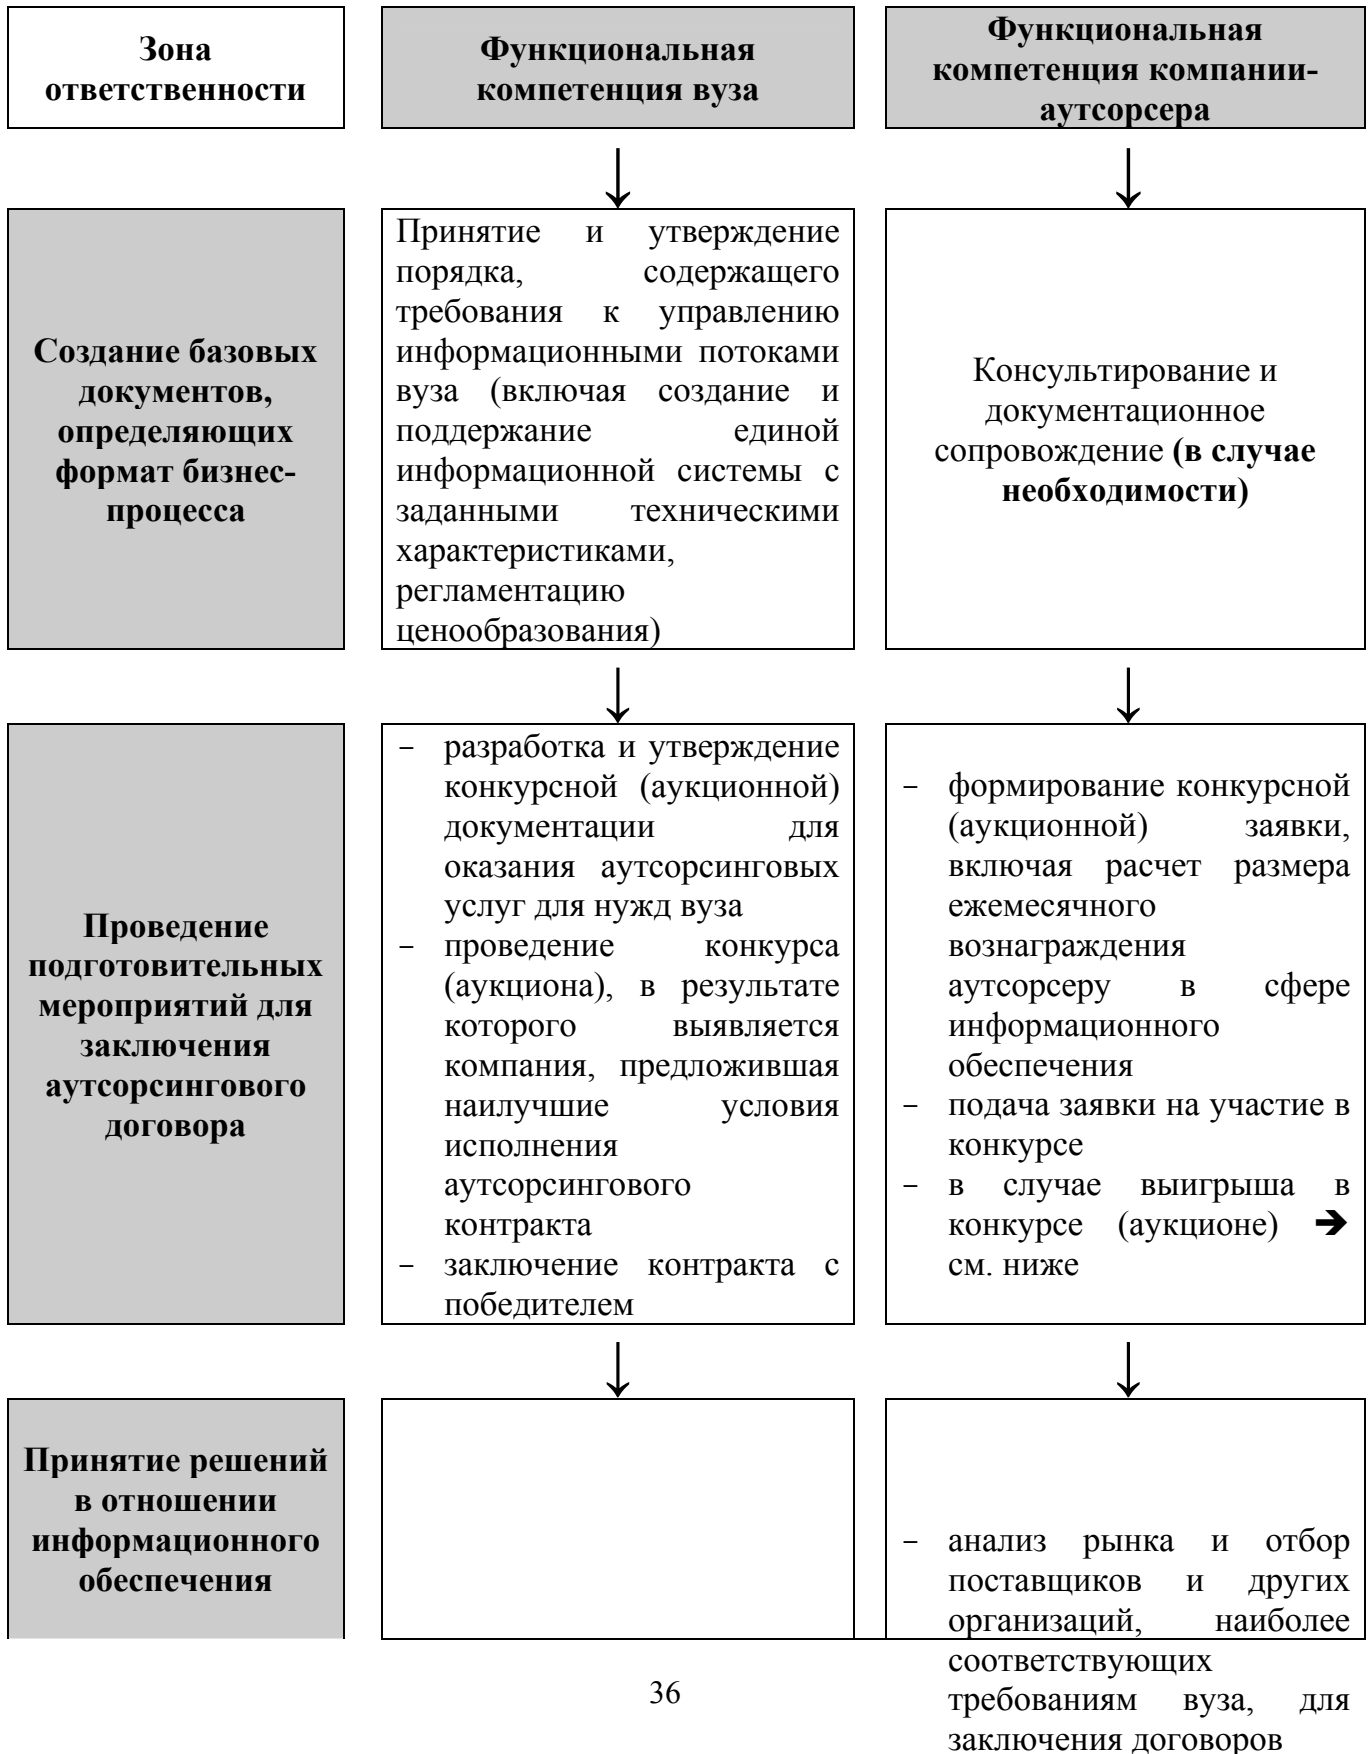 Зона
ответственности
Функциональная
компетенция вуза
Функциональная
компетенция компании-
аутсорсера
Создание базовых
документов,
определяющих
формат бизнес-
процесса
Принятие и утверждение
порядка, содержащего
требования к управлению
информационными потоками
вуза (включая создание и
поддержание единой
информационной системы с
заданными техническими
характеристиками,
регламентацию
ценообразования)
Консультирование и
документационное
сопровождение (в случае
необходимости)
Проведение
подготовительных
мероприятий для
заключения
аутсорсингового
договора
- разработка и утверждение
конкурсной (аукционной)
документации для
оказания аутсорсинговых
услуг для нужд вуза
- проведение конкурса
(аукциона), в результате
которого выявляется
компания, предложившая
наилучшие условия
исполнения
аутсорсингового
контракта
- заключение контракта с
победителем
- формирование конкурсной
(аукционной) заявки,
включая расчет размера
ежемесячного
вознаграждения
аутсорсеру в сфере
информационного
обеспечения
- подача заявки на участие в
конкурсе
- в случае выигрыша в
конкурсе (аукционе) ➔
см. ниже
Принятие решений
в отношении
информационного
обеспечения
- анализ рынка и отбор
поставщиков и других
организаций, наиболее
соответствующих
требованиям вуза, для
заключения договоров
36